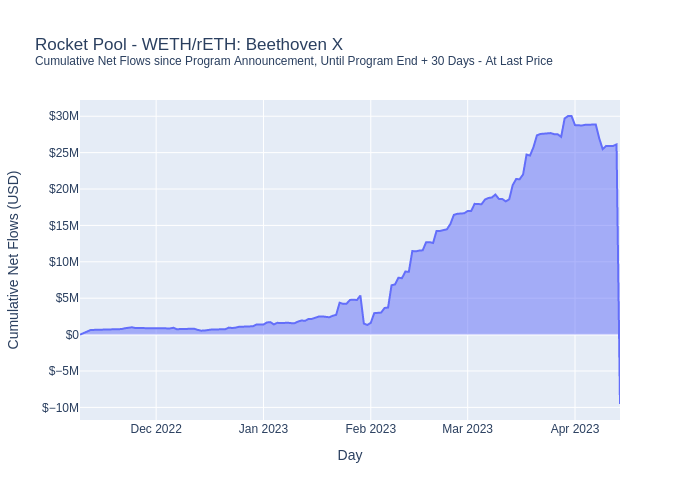 Rocket Pool - WETH/rETH: Beethoven X
Cumulative Net Flows since Program Announcement, Until Program End + 30 Days - At Last Price
Cumulative Net Flows (USD)
$30M
$25M
$20M
$15M
$10M
$5M
$0
$−5M
$−10M
Dec 2022
Jan 2023
Feb 2023
Mar 2023
Apr 2023
Day